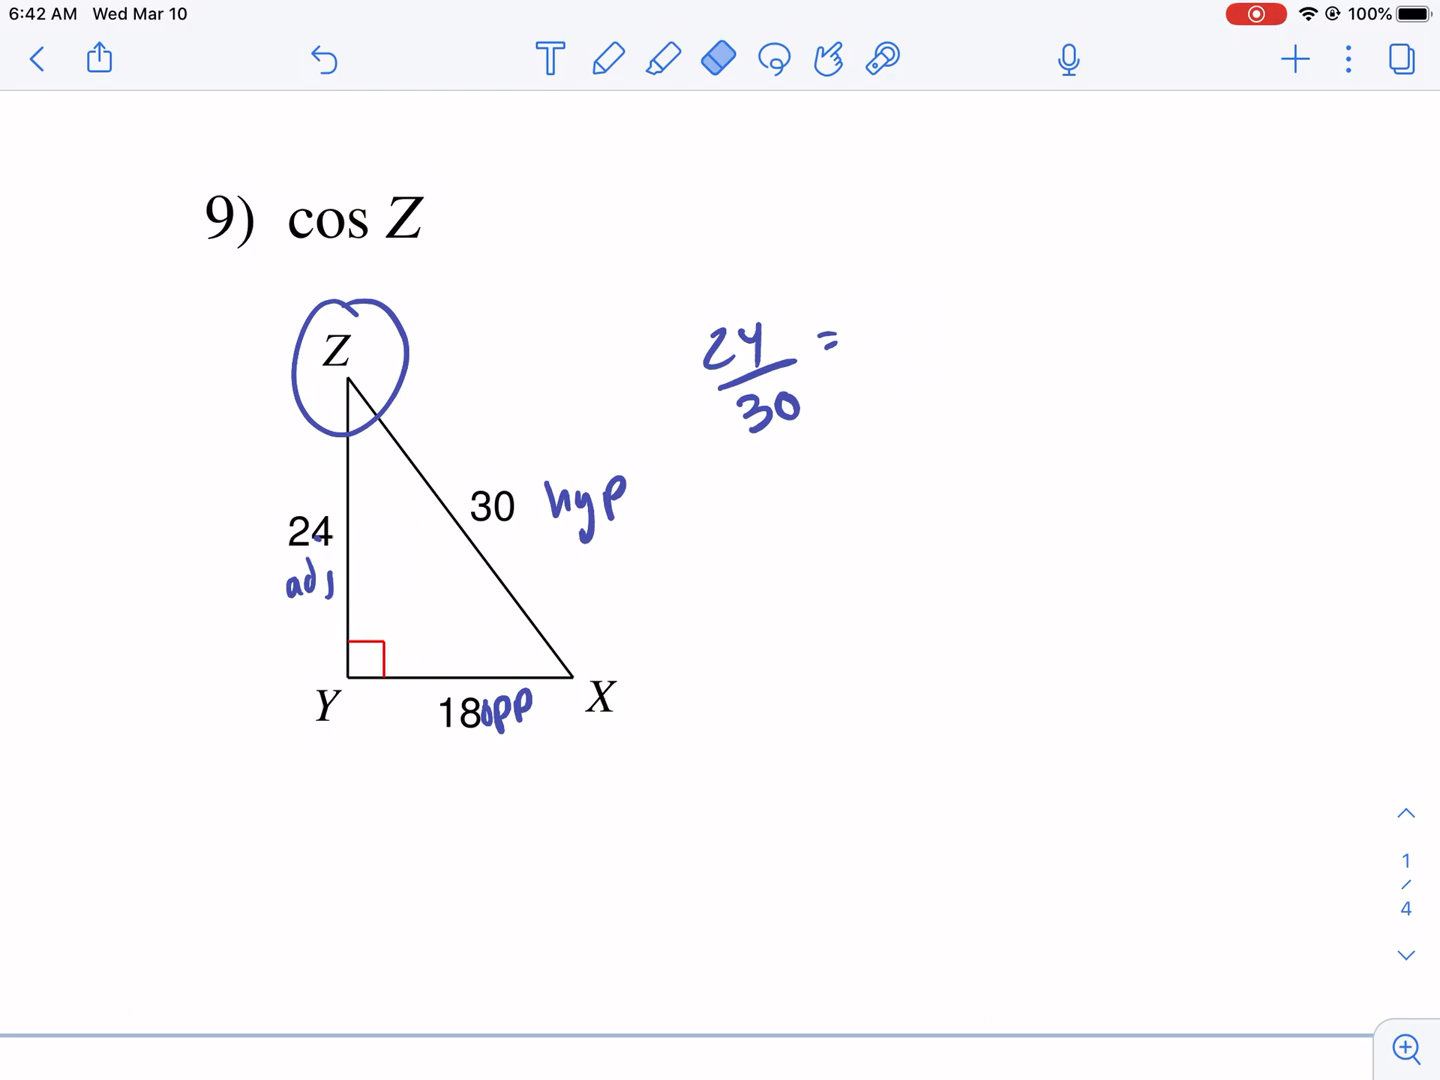 6:42 AM Wed Mar 10
100%
T
9) cos Z
Z
24 =
30
30 hyp
24
adj
Y
18 opp
X
1
/
4